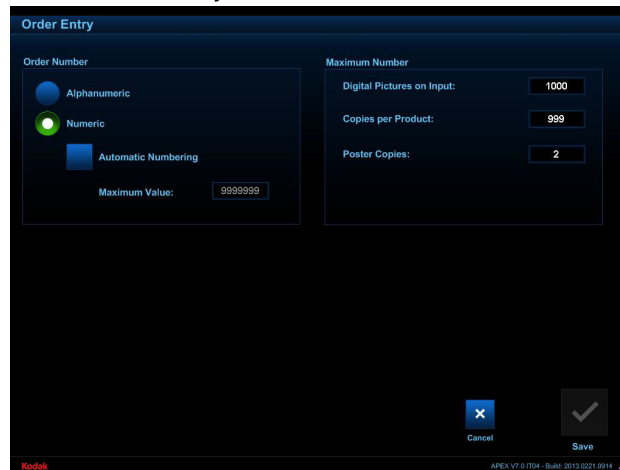 Order Entry
Order Number
Alphanumeric
Numeric
Automatic Numbering
Maximum Value: 9999999
Maximum Number
Digital Pictures on Input: 1000
Copies per Product: 999
Poster Copies: 2
Cancel
Save
Kodak
APEX V7.0 IT04 - Build: 2013.0221.0914